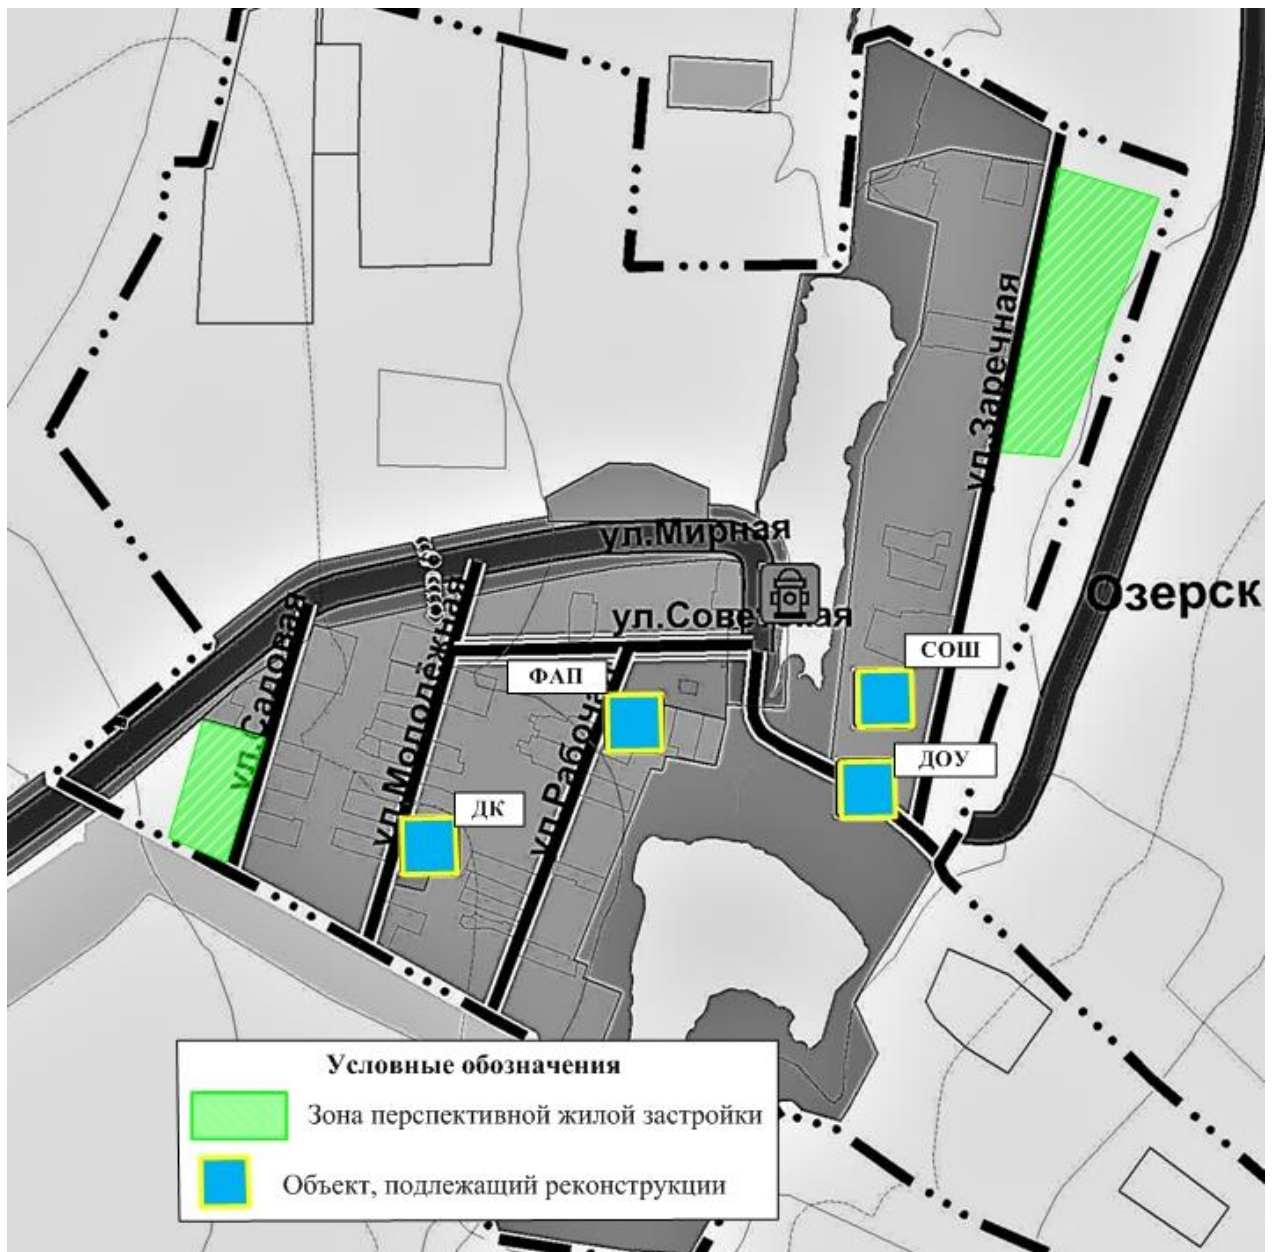 ул.Заречная
ул.Мирная
Озерск
ул.Садовая
ул.Молодёжная
ул.Советская
СОШ
ФАП
ул.Рабочая
ДОУ
ДК
Условные обозначения
Зона перспективной жилой застройки
Объект, подлежащий реконструкции